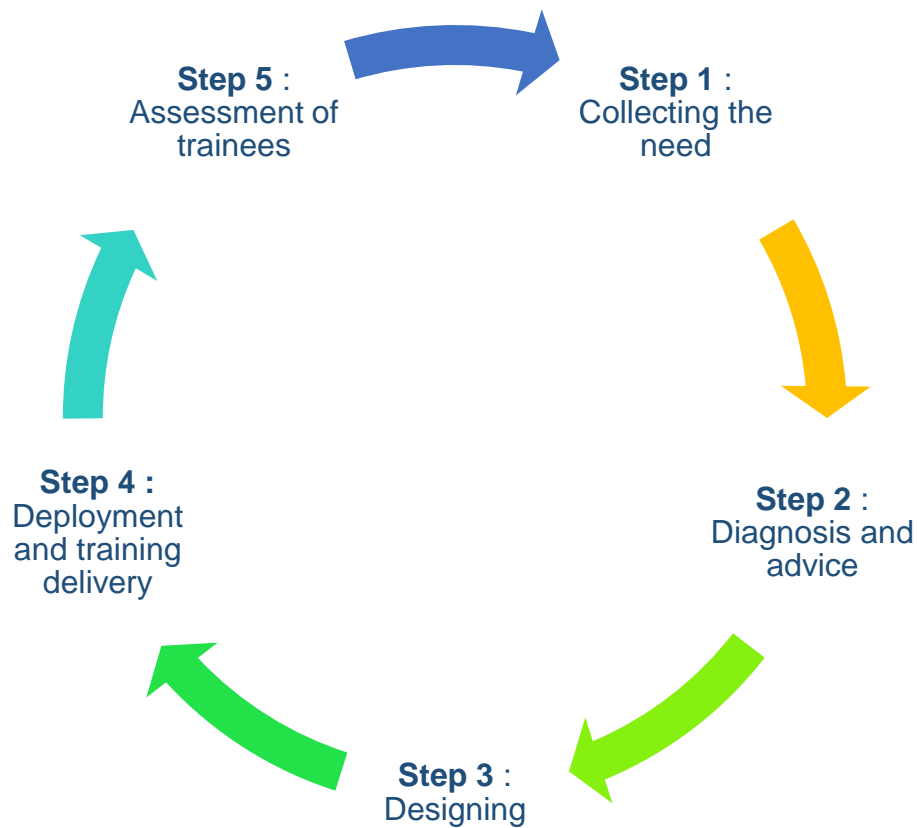 Step 1 :
Collecting the
need
Step 2 :
Diagnosis and
advice
Step 3 :
Designing
Step 4 :
Deployment
and training
delivery
Step 5 :
Assessment of
trainees